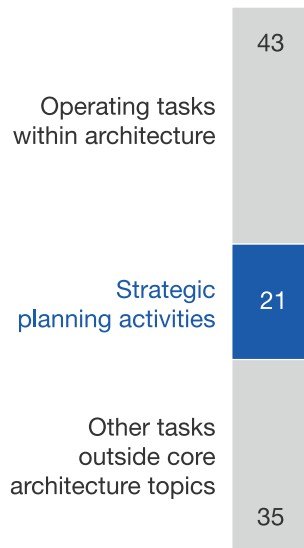 43
Operating tasks
within architecture
Strategic
planning activities
21
Other tasks
outside core
architecture topics
35